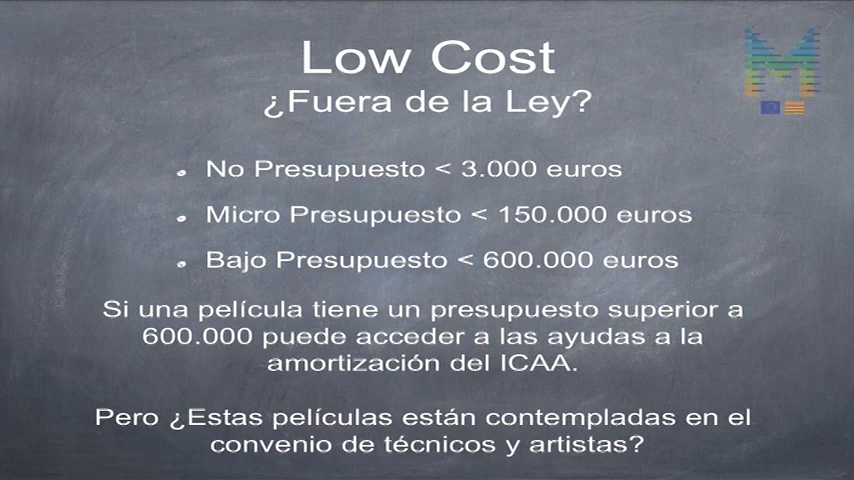 Low Cost
¿Fuera de la Ley?
No Presupuesto < 3.000 euros
Micro Presupuesto < 150.000 euros
Bajo Presupuesto < 600.000 euros
Si una película tiene un presupuesto superior a
600.000 puede acceder a las ayudas a la
amortización del ICAA.
Pero ¿Estas películas están contempladas en el
convenio de técnicos y artistas?